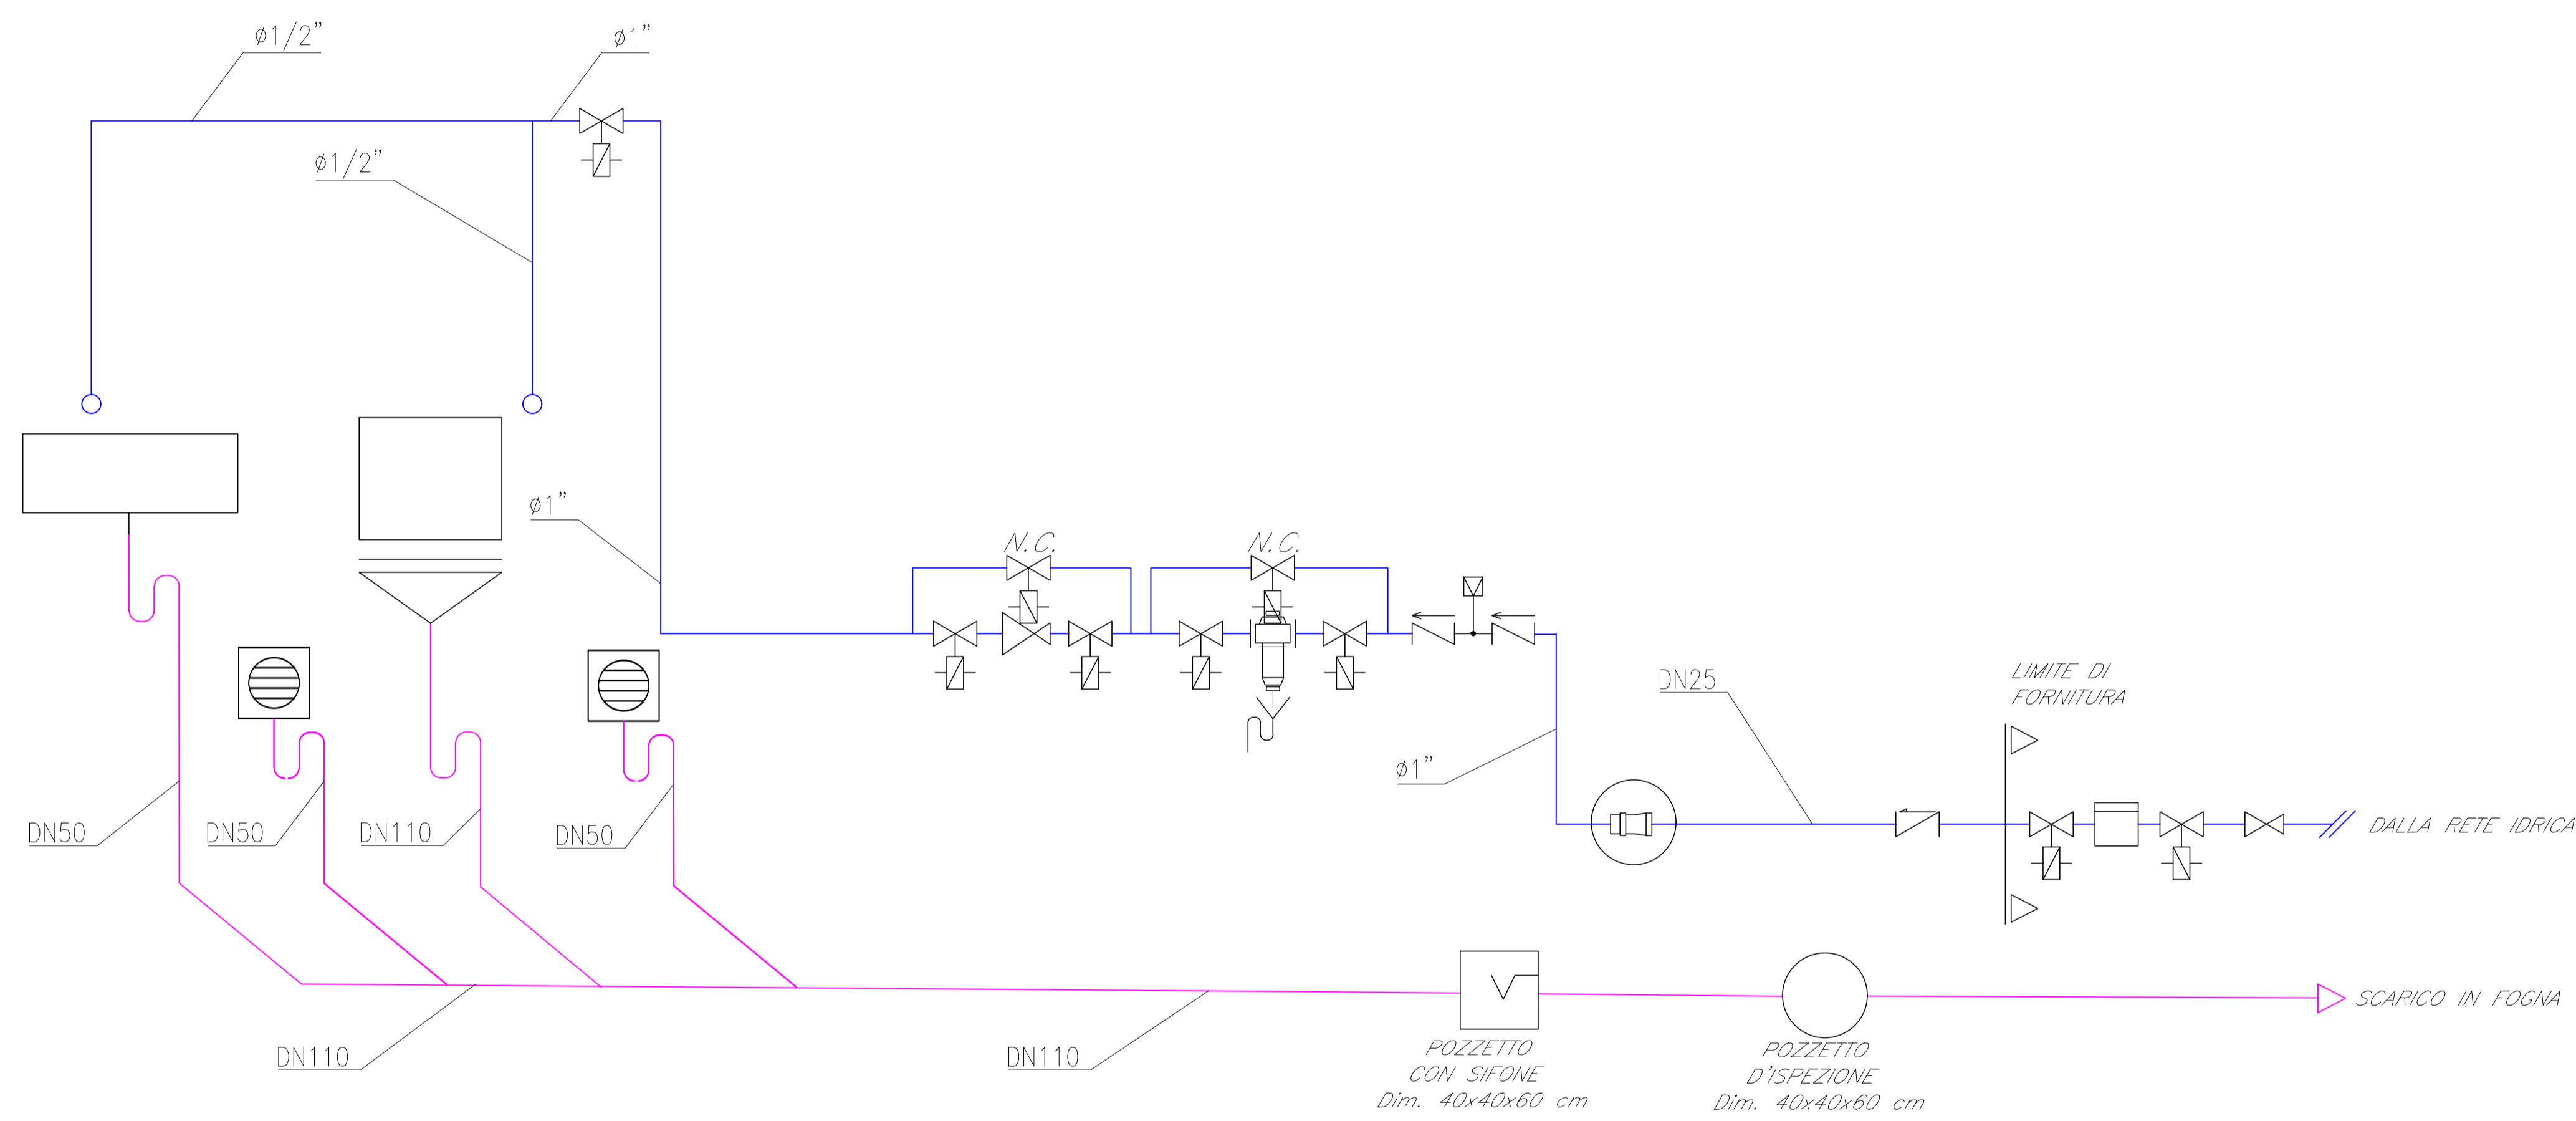 ø1/2"
ø1"
ø1/2"
ø1"
N.C.
N.C.
LIMITE DI
FORNITURA
DN25
ø1"
DALLA RETE IDRICA
DN50
DN50
DN110
DN50
SCARICO IN FOGNA
DN110
DN110
POZZETTO
CON SIFONE
Dim. 40x40x60 cm
POZZETTO
D'ISPEZIONE
Dim. 40x40x60 cm